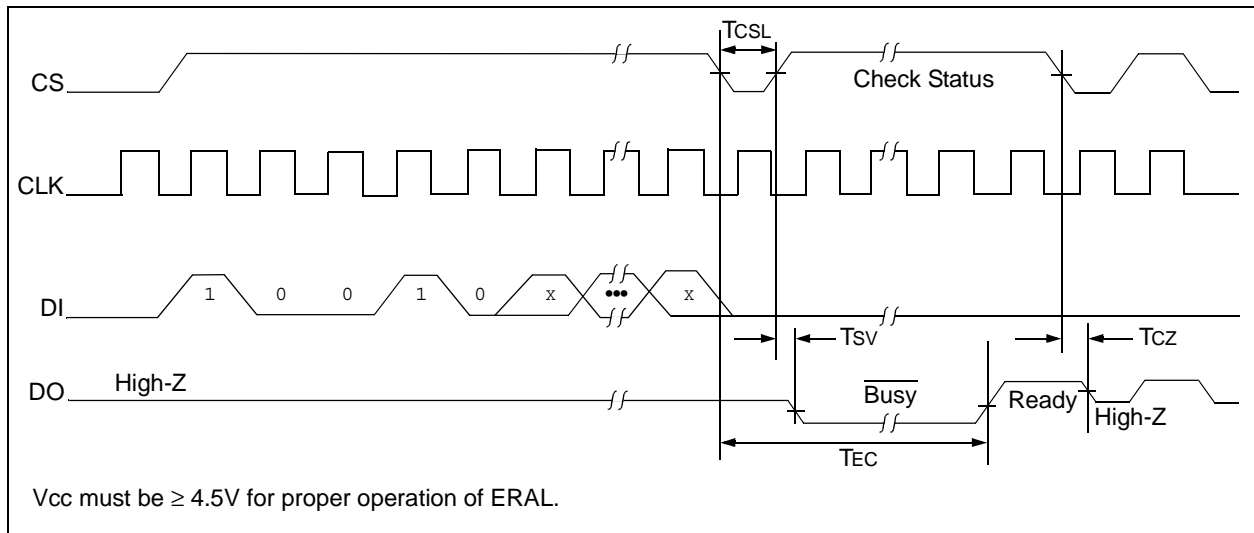 TCSL
CS
Check Status
CLK
DI
1 0 0 1 0 x ••• x
TSV
TCZ
DO
High-Z
Busy
Ready
High-Z
TEC
Vcc must be ≥ 4.5V for proper operation of ERAL.